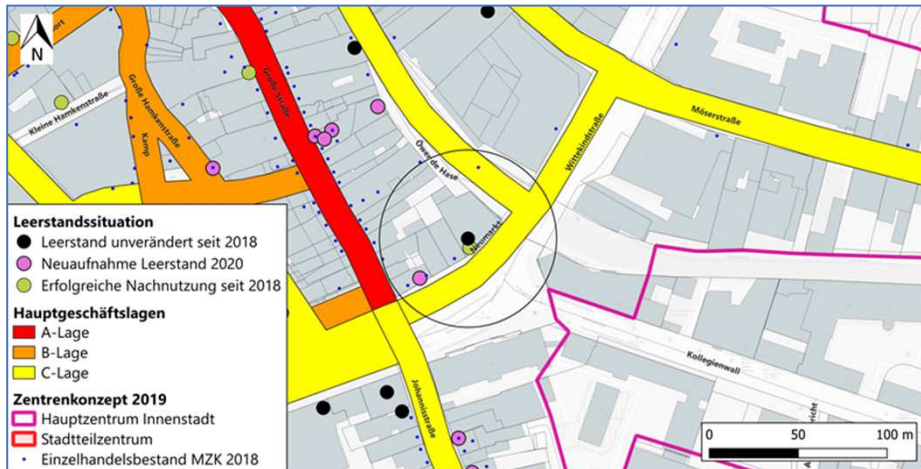 N
ort
Große Straße
Große Hamkenstraße
Kleine Hamkenstraße
Kamp
Öwer de Hase
Wittekindstraße
Möserstraße
Neumarkt
Kollegienwall
Johannisstraße
Leerstandssituation
Leerstand unverändert seit 2018
Neuaufnahme Leerstand 2020
Erfolgreiche Nachnutzung seit 2018
Hauptgeschäftslagen
A-Lage
B-Lage
C-Lage
Zentrenkonzept 2019
Hauptzentrum Innenstadt
Stadtteilzentrum
Einzelhandelsbestand MZK 2018
0 50 100 m